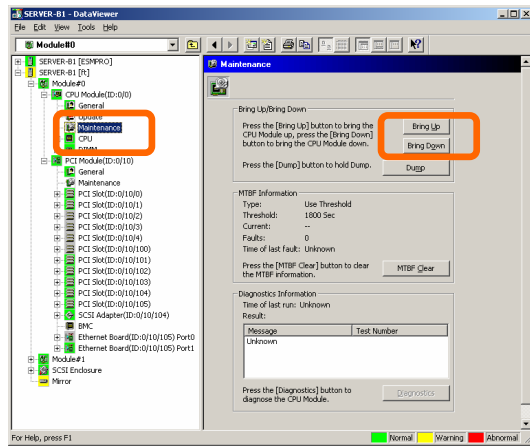 SERVER-B1 - DataViewer
File Edit View Tools Help
Module#0
SERVER-B1 [ESMPRO]
SERVER-B1 [ft]
Module#0
CPU Module(ID:0/0)
General
Update
Maintenance
CPU
DIMM
PCI Module(ID:0/10)
General
Maintenance
PCI Slot(ID:0/10/0)
PCI Slot(ID:0/10/1)
PCI Slot(ID:0/10/2)
PCI Slot(ID:0/10/3)
PCI Slot(ID:0/10/4)
PCI Slot(ID:0/10/100)
PCI Slot(ID:0/10/101)
PCI Slot(ID:0/10/102)
PCI Slot(ID:0/10/103)
PCI Slot(ID:0/10/104)
PCI Slot(ID:0/10/105)
SCSI Adapter(ID:0/10/104)
BMC
Ethernet Board(ID:0/10/105) Port0
Ethernet Board(ID:0/10/105) Port1
Module#1
SCSI Enclosure
Mirror
Maintenance
Bring Up/Bring Down
Press the [Bring Up] button to bring the
CPU Module up, press the [Bring Down]
button to bring the CPU Module down.
Bring Up
Bring Down
Press the [Dump] button to hold Dump.
Dump
MTBF Information
Type: Use Threshold
Threshold: 1800 Sec
Current: --
Faults: 0
Time of last fault: Unknown
Press the [MTBF Clear] button to clear
the MTBF information.
MTBF Clear
Diagnostics Information
Time of last run: Unknown
Result:
Message Test Number
Unknown
Press the [Diagnostics] button to
diagnose the CPU Module.
Diagnostics
For Help, press F1
Normal Warning Abnormal